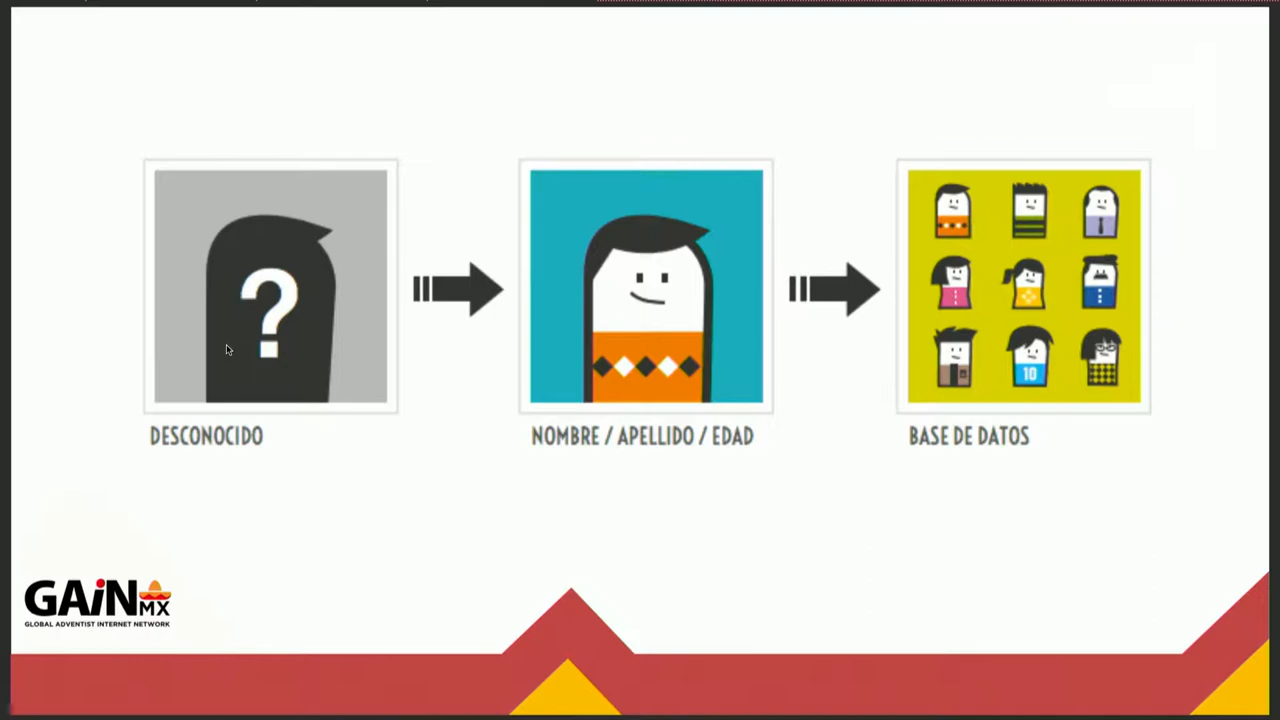 ?
DESCONOCIDO
NOMBRE / APELLIDO / EDAD
BASE DE DATOS
10
GAiN MX
GLOBAL ADVENTIST INTERNET NETWORK